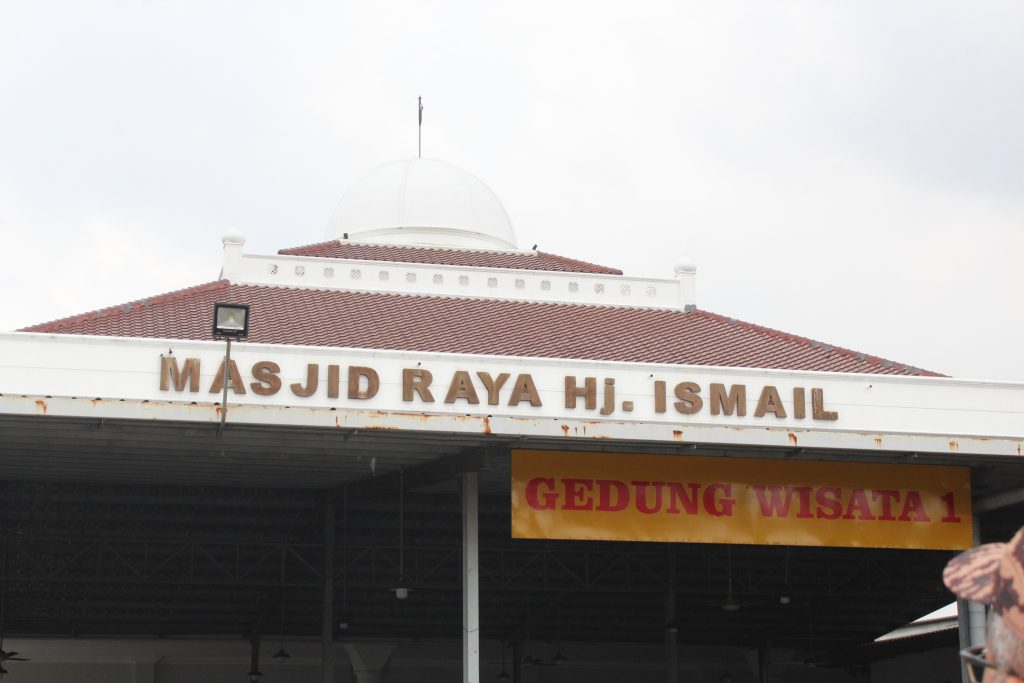 MASJID RAYA Hj. ISMAIL
GEDUNG WISATA 1